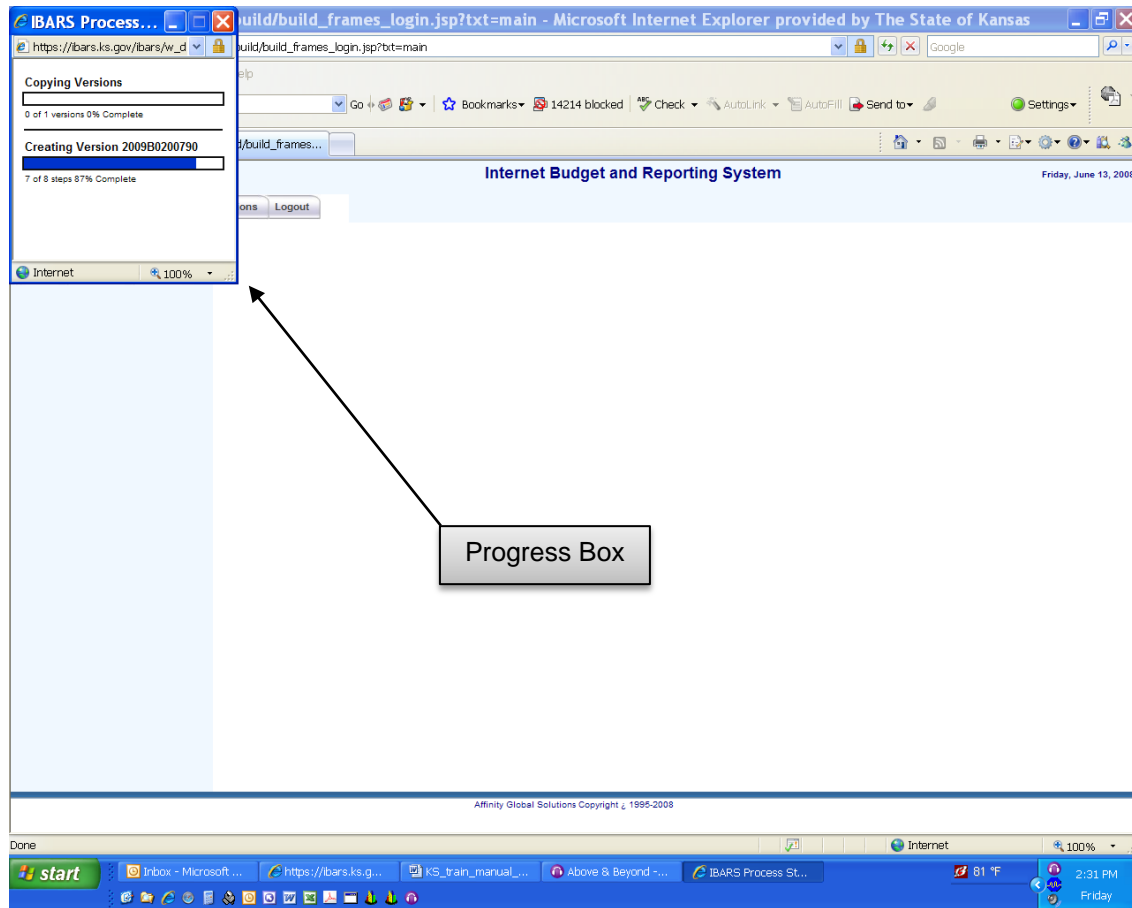 IBARS Process...
https://ibars.ks.gov/ibars/w_d
Copying Versions
0 of 1 versions 0% Complete
Creating Version 2009B0200790
7 of 8 steps 87% Complete
Internet 100%
uild/build_frames_login.jsp?txt=main - Microsoft Internet Explorer provided by The State of Kansas
build/build_frames_login.jsp?txt=main Google
elp
Go Bookmarks 14214 blocked ABC Check AutoLink AutoFill Send to Settings
d/build_frames...
Internet Budget and Reporting System Friday, June 13, 2008
ons Logout
Progress Box
Affinity Global Solutions Copyright ¿ 1995-2008
Done Internet 100%
start Inbox - Microsoft ... https://ibars.ks.g... KS_train_manual_... Above & Beyond -... IBARS Process St... 81 °F 2:31 PM
Friday